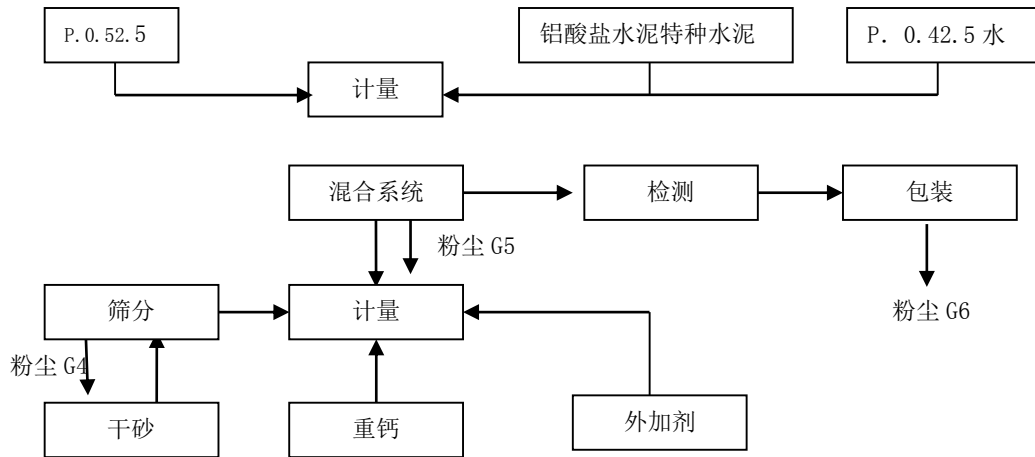 P.0.52.5
铝酸盐水泥特种水泥
P. 0.42.5 水
计量
混合系统
检测
包装
粉尘 G5
筛分
计量
粉尘 G6
粉尘 G4
干砂
重钙
外加剂